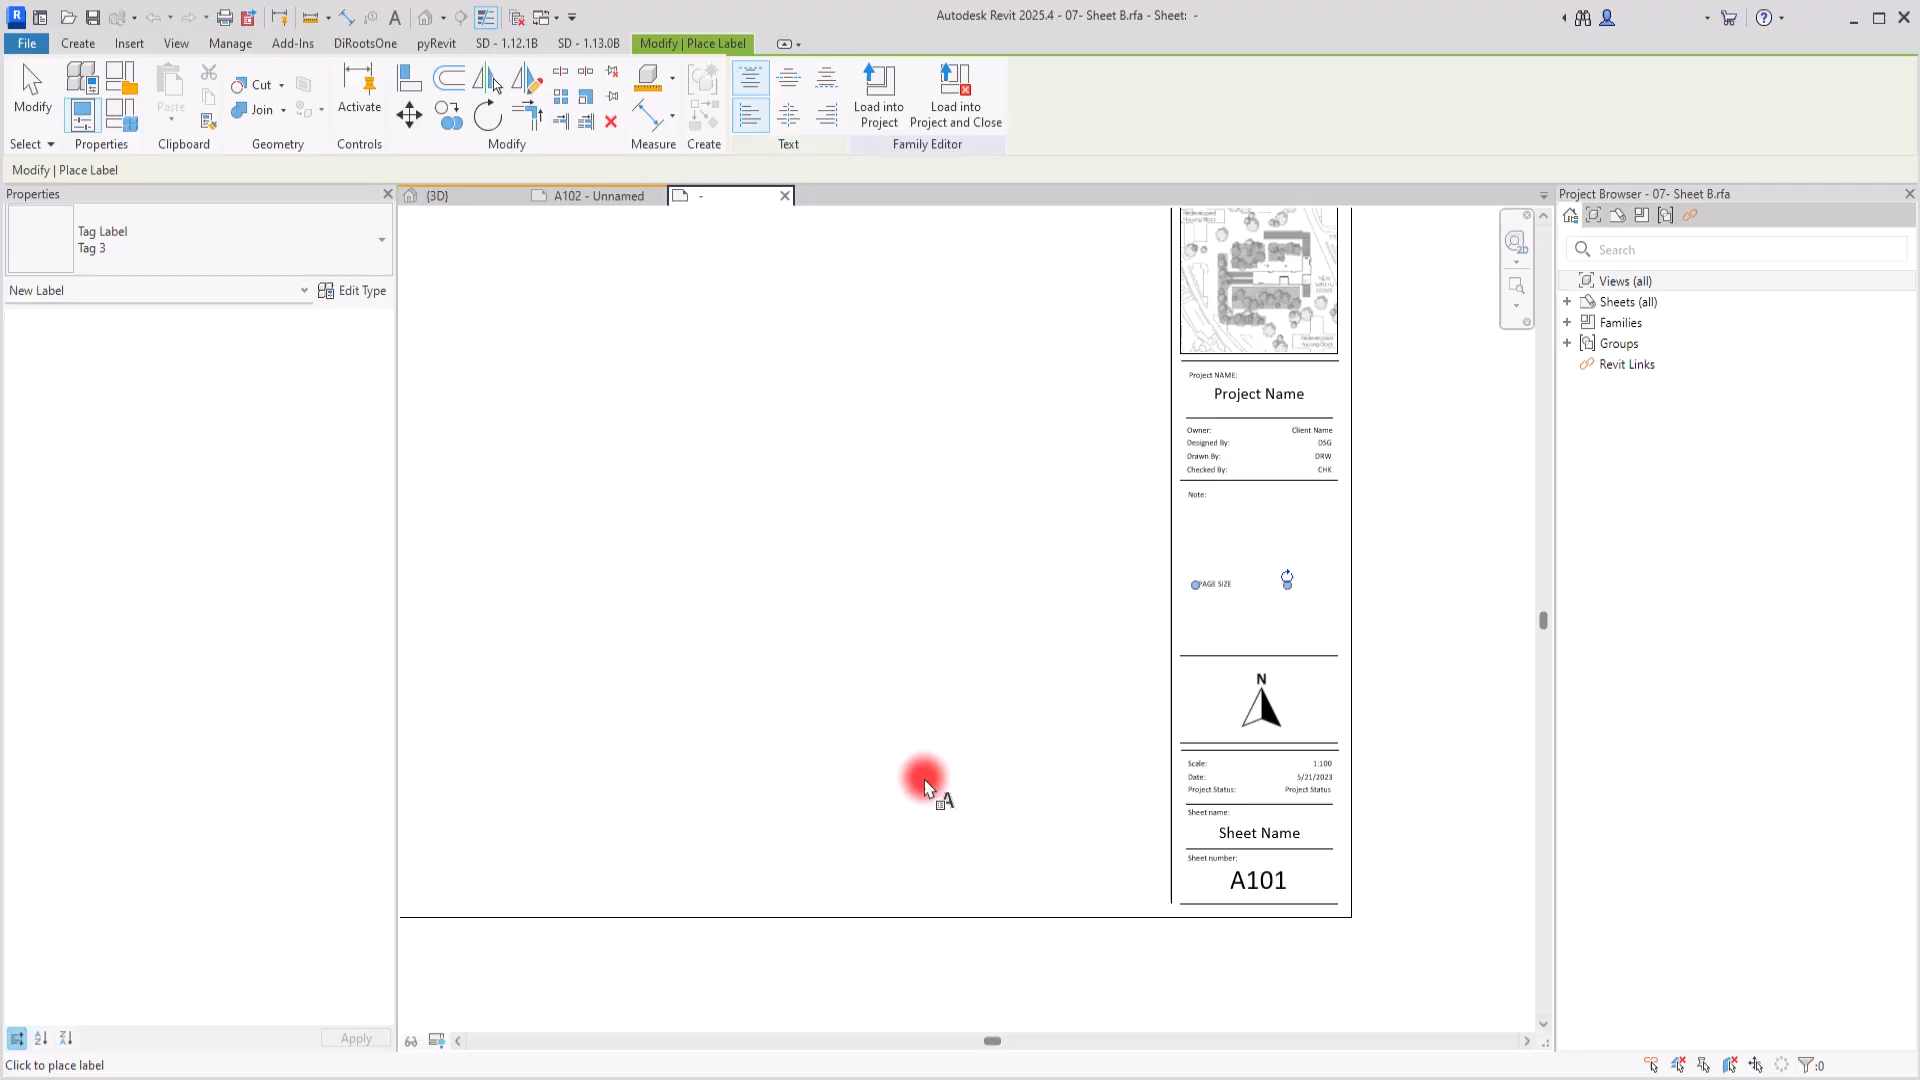 Autodesk Revit 2025.4 - 07- Sheet B.rfa - Sheet: -
File Create Insert View Manage Add-Ins DiRootsOne pyRevit SD - 1.12.1B SD - 1.13.0B Modify | Place Label
Modify
Paste
Cut
Join
Activate
Load into
Project
Load into
Project and Close
Select Properties Clipboard Geometry Controls Modify Measure Create Text Family Editor
Modify | Place Label
Properties
Tag Label
Tag 3
New Label
Edit Type
Apply
Click to place label
{3D}
A102 - Unnamed
-
Project NAME:
Project Name
Owner: Client Name
Designed By: DSG
Drawn By: DRW
Checked By: CHK
Note:
PAGE SIZE
N
Scale: 1:100
Date: 5/21/2023
Project Status: Project Status
Sheet name:
Sheet Name
Sheet number:
A101
2D
Project Browser - 07- Sheet B.rfa
Search
Views (all)
Sheets (all)
Families
Groups
Revit Links
:0